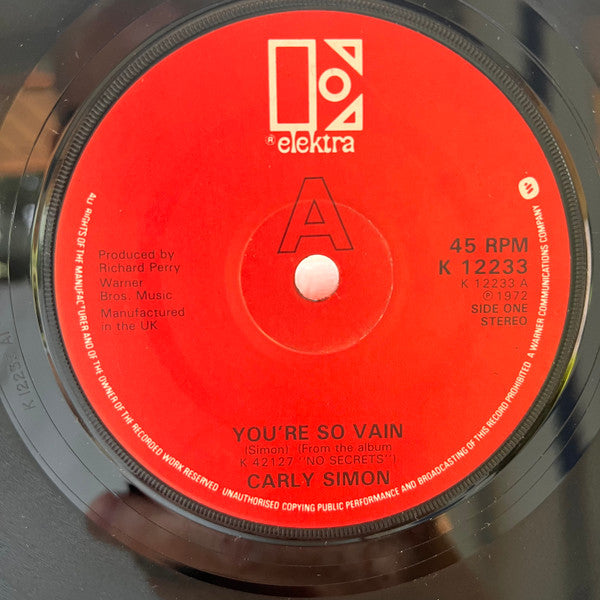 ® elektra
A
Produced by
Richard Perry
Warner
Bros. Music
Manufactured
in the UK
45 RPM
K 12233
K 12233 A
℗ 1972
SIDE ONE
STEREO
YOU'RE SO VAIN
(Simon) (From the album
K 42127 "NO SECRETS")
CARLY SIMON
ALL RIGHTS OF THE MANUFACTURER AND OF THE OWNER OF THE RECORDED WORK RESERVED. UNAUTHORISED COPYING PUBLIC PERFORMANCE AND BROADCASTING OF THIS RECORD PROHIBITED. A WARNER COMMUNICATIONS COMPANY